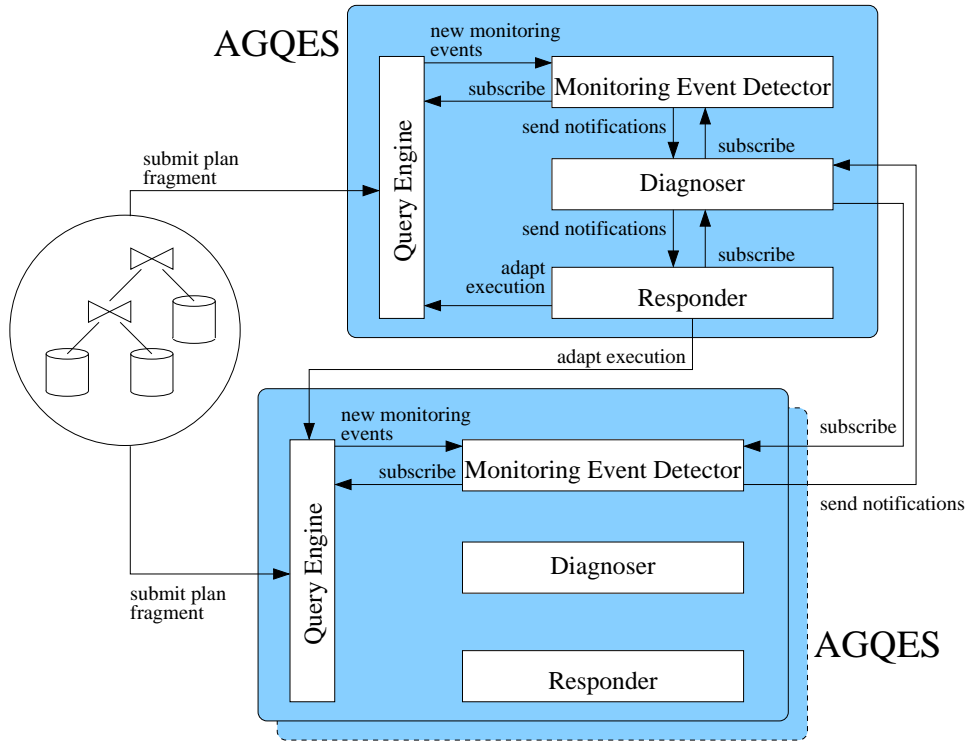 AGQES
new monitoring
events
Monitoring Event Detector
subscribe
send notifications
subscribe
Query Engine
submit plan
fragment
Diagnoser
send notifications
subscribe
adapt
execution
Responder
adapt execution
new monitoring
events
subscribe
Monitoring Event Detector
subscribe
send notifications
Query Engine
Diagnoser
submit plan
fragment
AGQES
Responder